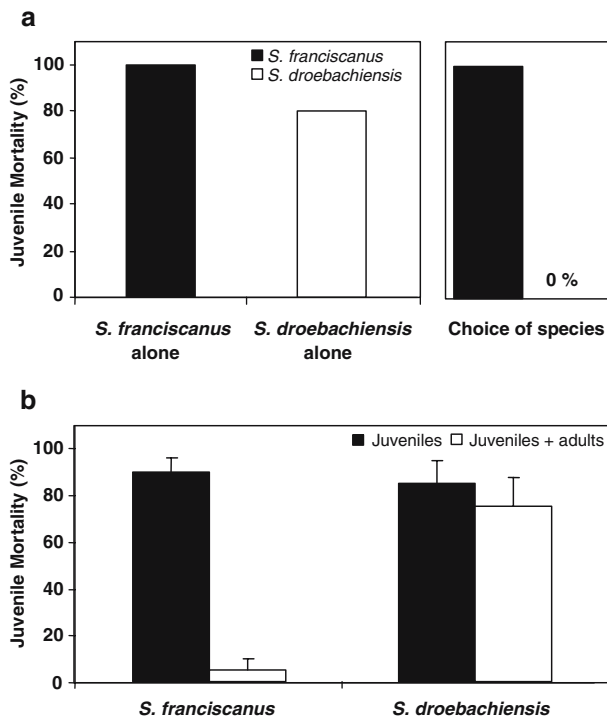 a
Juvenile Mortality (%)
100
80
60
40
20
0
S. franciscanus
S. droebachiensis
S. franciscanus
alone
S. droebachiensis
alone
0 %
Choice of species
b
Juvenile Mortality (%)
100
80
60
40
20
0
Juveniles
Juveniles + adults
S. franciscanus
S. droebachiensis